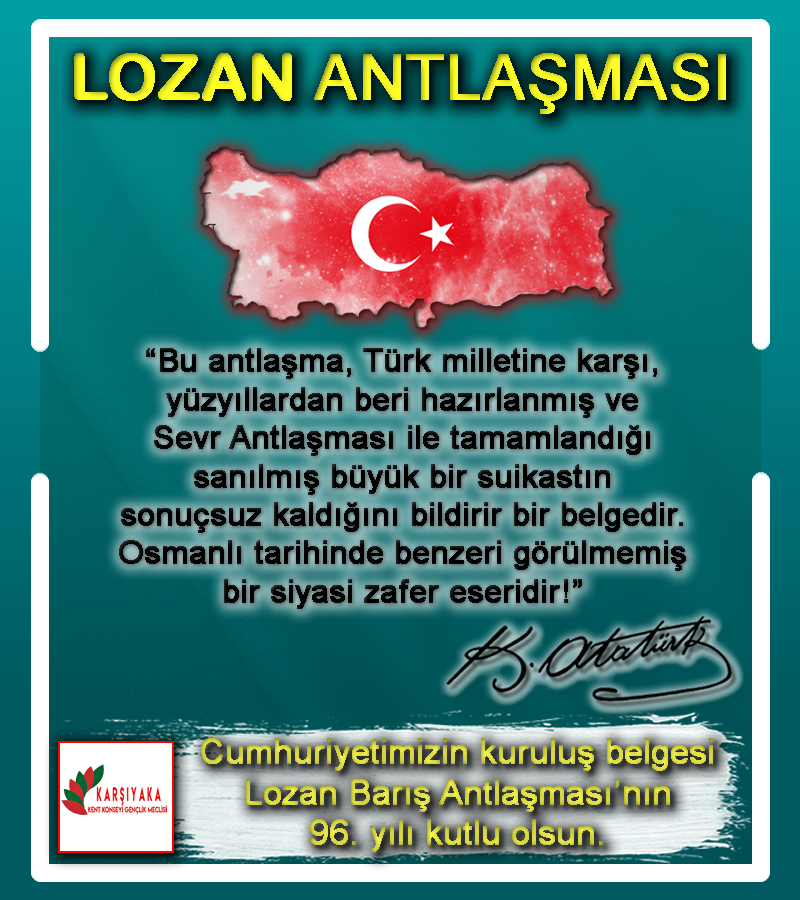 LOZAN ANTLAŞMASI
“Bu antlaşma, Türk milletine karşı,
yüzyıllardan beri hazırlanmış ve
Sevr Antlaşması ile tamamlandığı
sanılmış büyük bir suikastın
sonuçsuz kaldığını bildirir bir belgedir.
Osmanlı tarihinde benzeri görülmemiş
bir siyasi zafer eseridir!”
K. Atatürk
KARŞIYAKA
KENT KONSEYİ GENÇLİK MECLİSİ
Cumhuriyetimizin kuruluş belgesi
Lozan Barış Antlaşması’nın
96. yılı kutlu olsun.